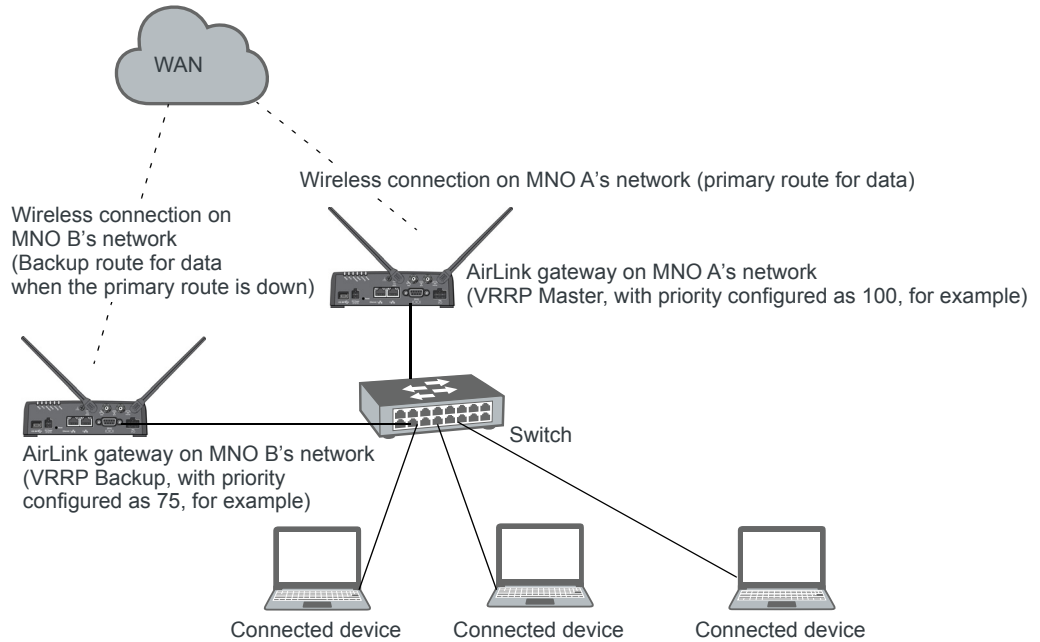 WAN
Wireless connection on MNO A's network (primary route for data)
Wireless connection on
MNO B's network
(Backup route for data
when the primary route is down)
AirLink gateway on MNO A's network
(VRRP Master, with priority configured as 100, for example)
Switch
AirLink gateway on MNO B's network
(VRRP Backup, with priority
configured as 75, for example)
Connected device
Connected device
Connected device